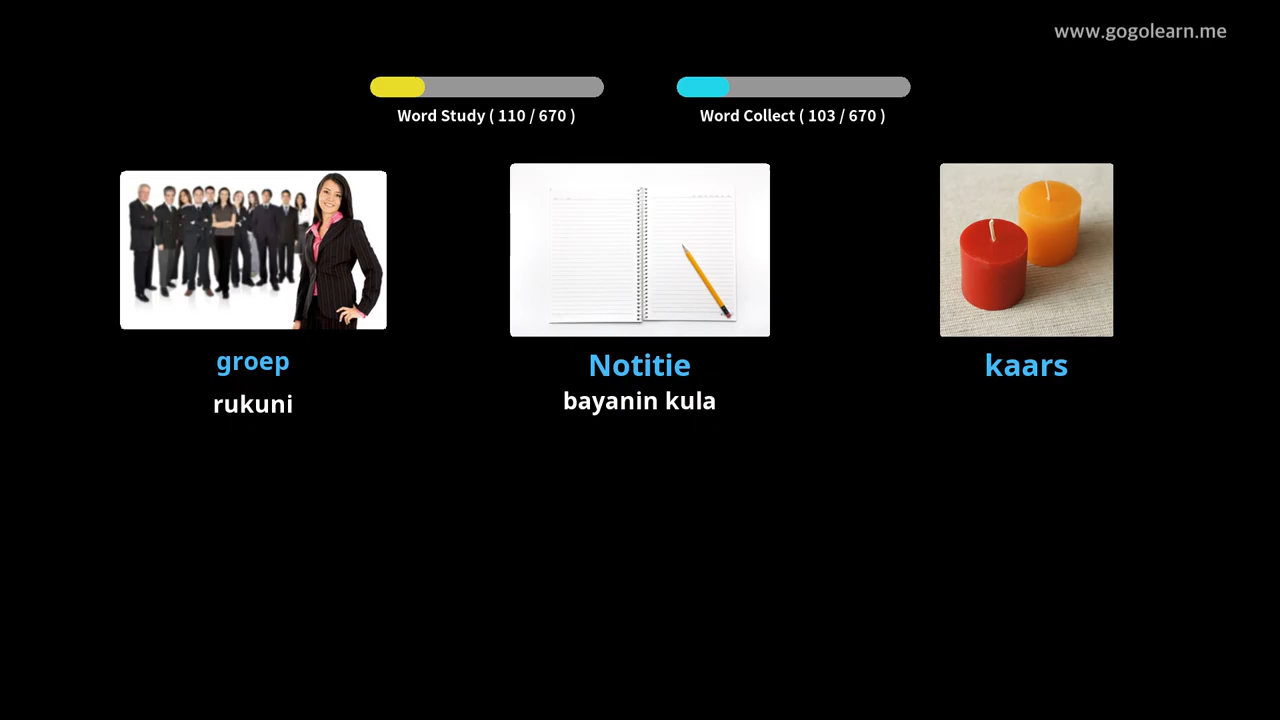 www.gogolearn.me
Word Study ( 110 / 670 )
Word Collect ( 103 / 670 )
groep
rukuni
Notitie
bayanin kula
kaars